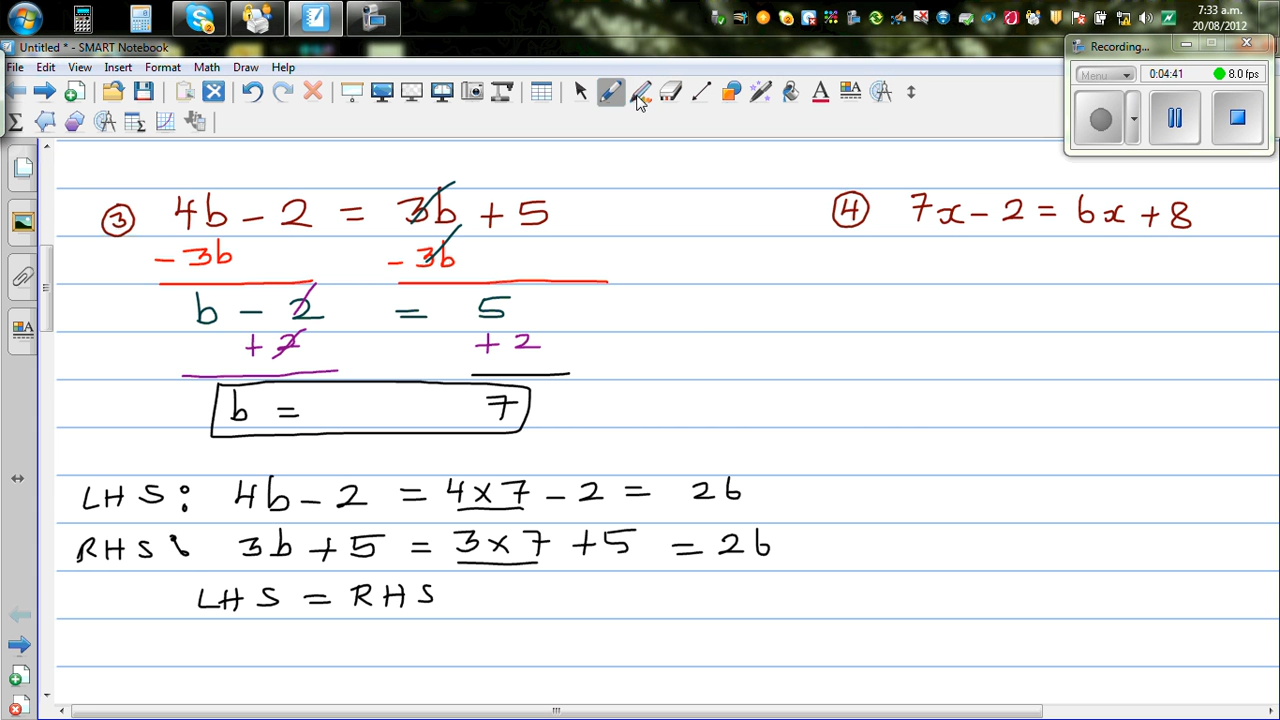 7:33 a.m.
20/08/2012
Untitled * - SMART Notebook
Recording...
File Edit View Insert Format Math Draw Help
Menu
0:04:41
8.0 fps
③ 4b - 2 = 3b + 5
- 3b - 3b
b - 2 = 5
+ 2 + 2
b = 7
LHS: 4b - 2 = 4 x 7 - 2 = 26
RHS: 3b + 5 = 3 x 7 + 5 = 26
LHS = RHS
④ 7x - 2 = 6x + 8